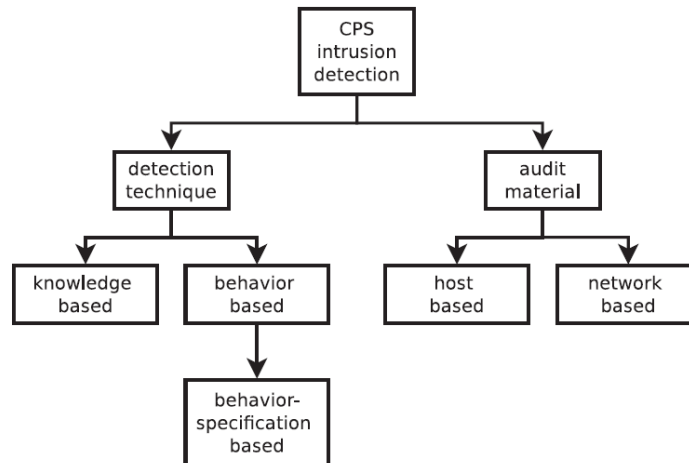 CPS
intrusion
detection
detection
technique
audit
material
knowledge
based
behavior
based
host
based
network
based
behavior-
specification
based